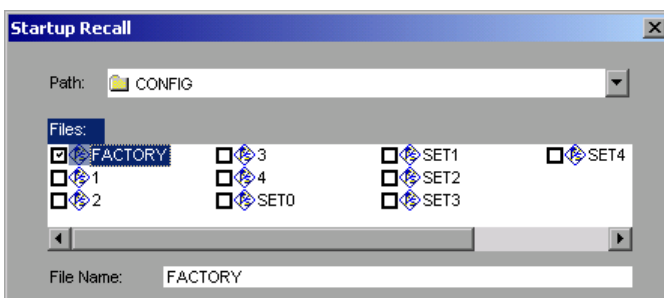 Startup Recall
Path: CONFIG
Files:
FACTORY 3 SET1 SET4
1 4 SET2
2 SET0 SET3
File Name: FACTORY